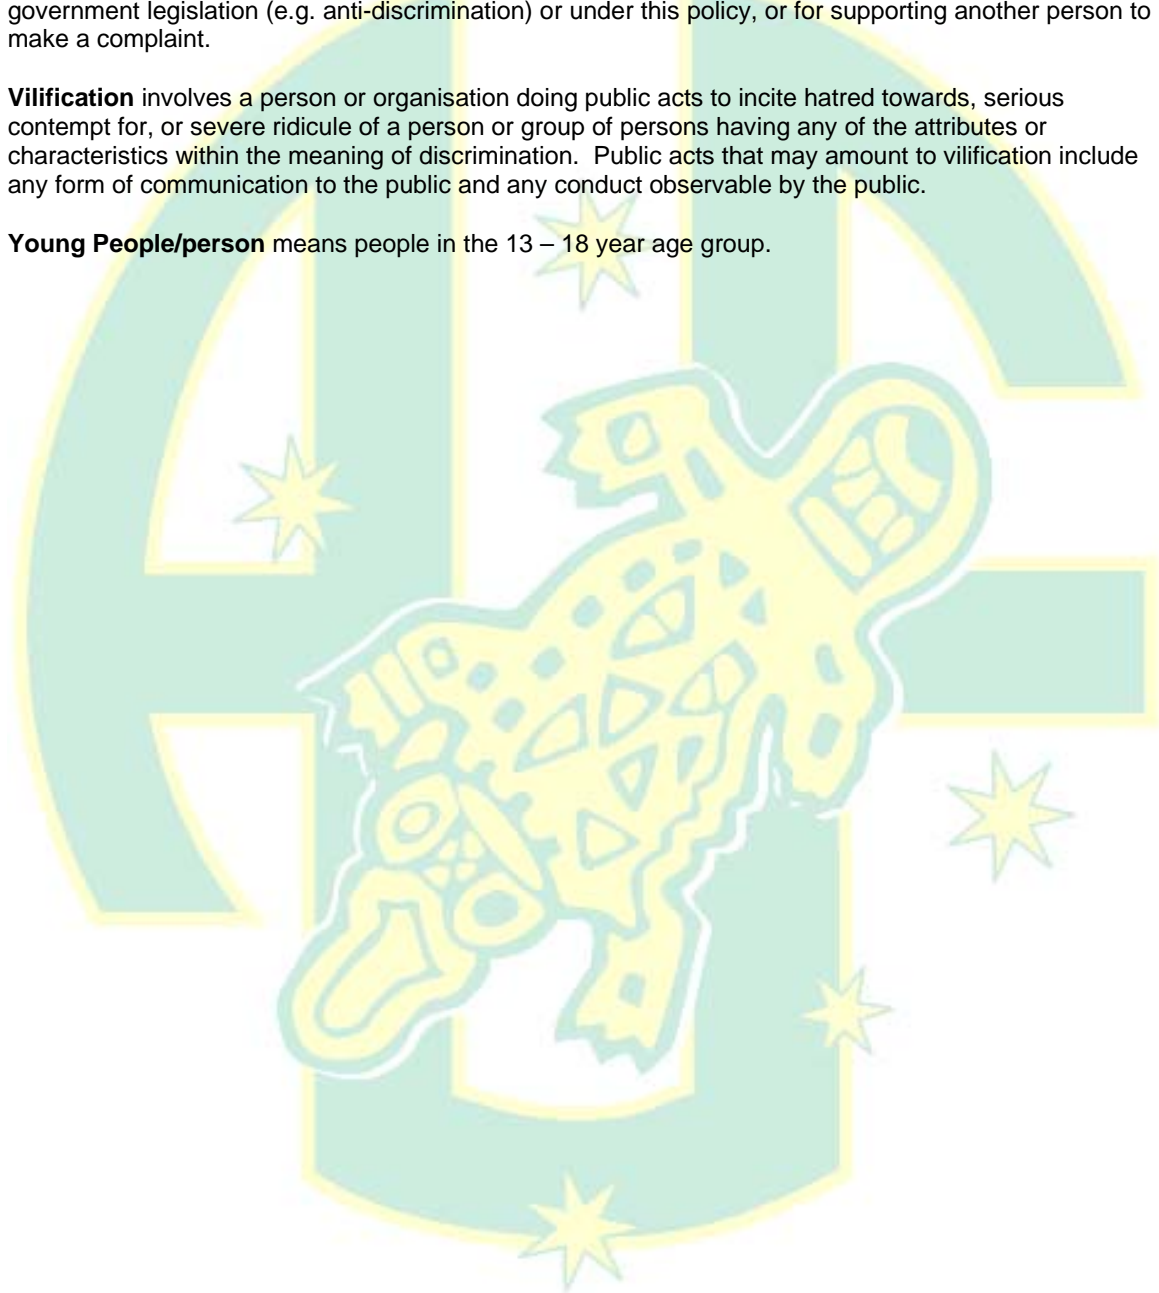 government legislation (e.g. anti-discrimination) or under this policy, or for supporting another person to
make a complaint.
Vilification involves a person or organisation doing public acts to incite hatred towards, serious
contempt for, or severe ridicule of a person or group of persons having any of the attributes or
characteristics within the meaning of discrimination.  Public acts that may amount to vilification include
any form of communication to the public and any conduct observable by the public.
Young People/person means people in the 13 – 18 year age group.